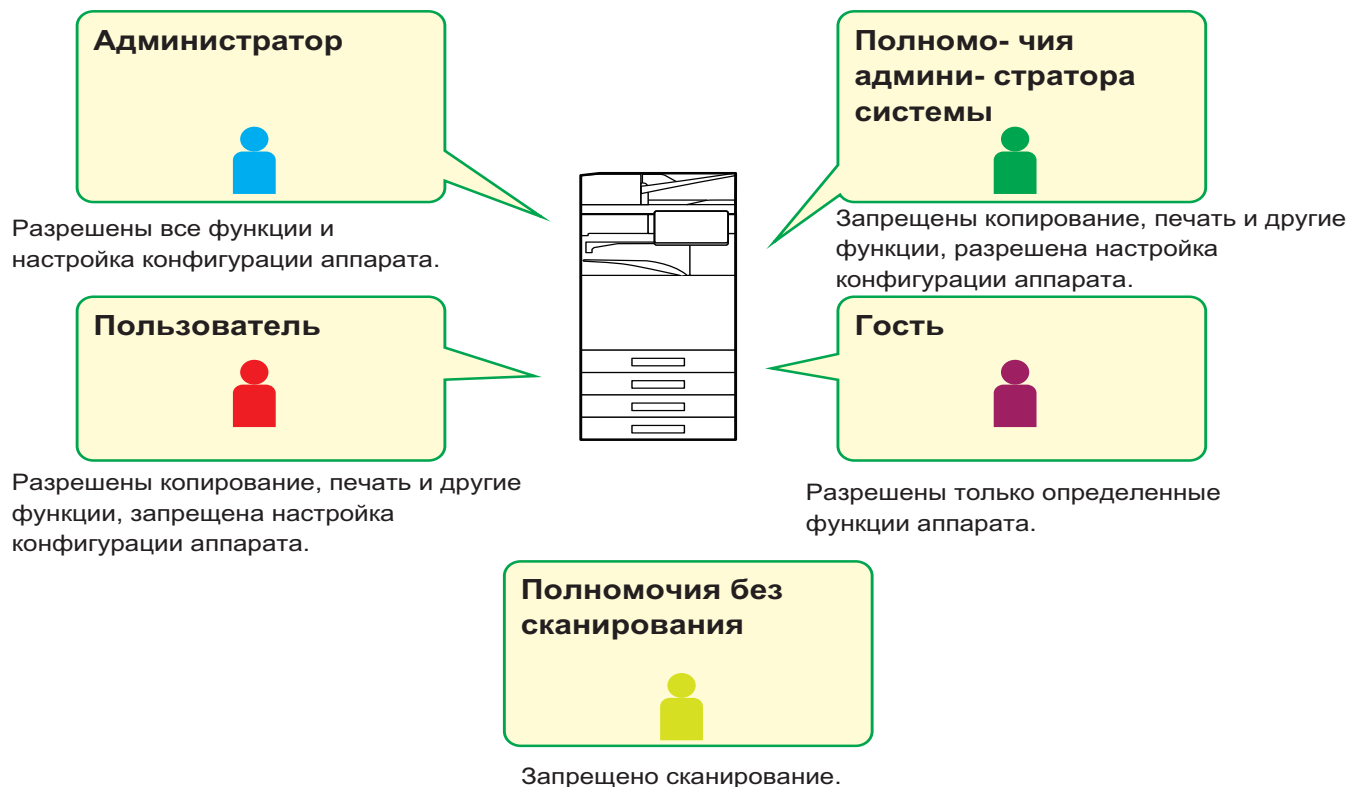 Администратор
Разрешены все функции и
настройка конфигурации аппарата.
Полномо- чия
админи- стратора
системы
Запрещены копирование, печать и другие
функции, разрешена настройка
конфигурации аппарата.
Пользователь
Разрешены копирование, печать и другие
функции, запрещена настройка
конфигурации аппарата.
Гость
Разрешены только определенные
функции аппарата.
Полномочия без
сканирования
Запрещено сканирование.